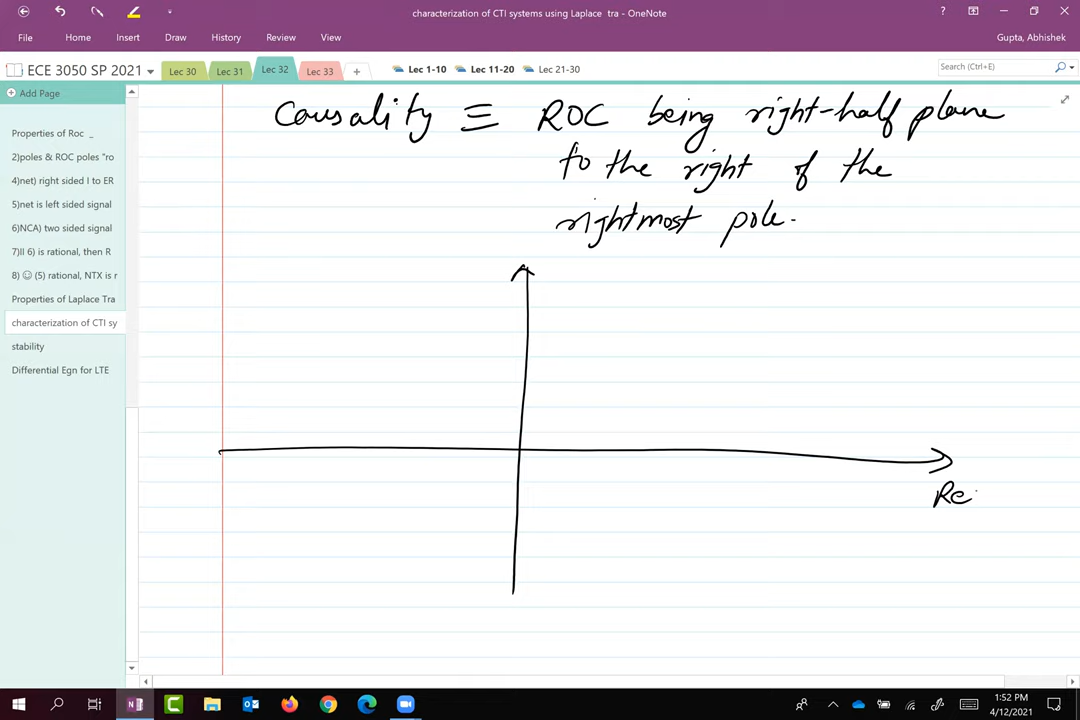 characterization of CTI systems using Laplace tra - OneNote
File Home Insert Draw History Review View
Gupta, Abhishek
ECE 3050 SP 2021
Lec 30
Lec 31
Lec 32
Lec 33
+
Lec 1-10
Lec 11-20
Lec 21-30
Search (Ctrl+E)
Add Page
Properties of Roc _
2)poles & ROC poles "ro
4)net) right sided I to ER
5)net is left sided signal
6)NCA) two sided signal
7)II 6) is rational, then R
8) ☺ (5) rational, NTX is r
Properties of Laplace Tra
characterization of CTI sy
stability
Differential Egn for LTE
Causality ≡ ROC being right-half plane
to the right of the
rightmost pole.
Re
1:52 PM
4/12/2021